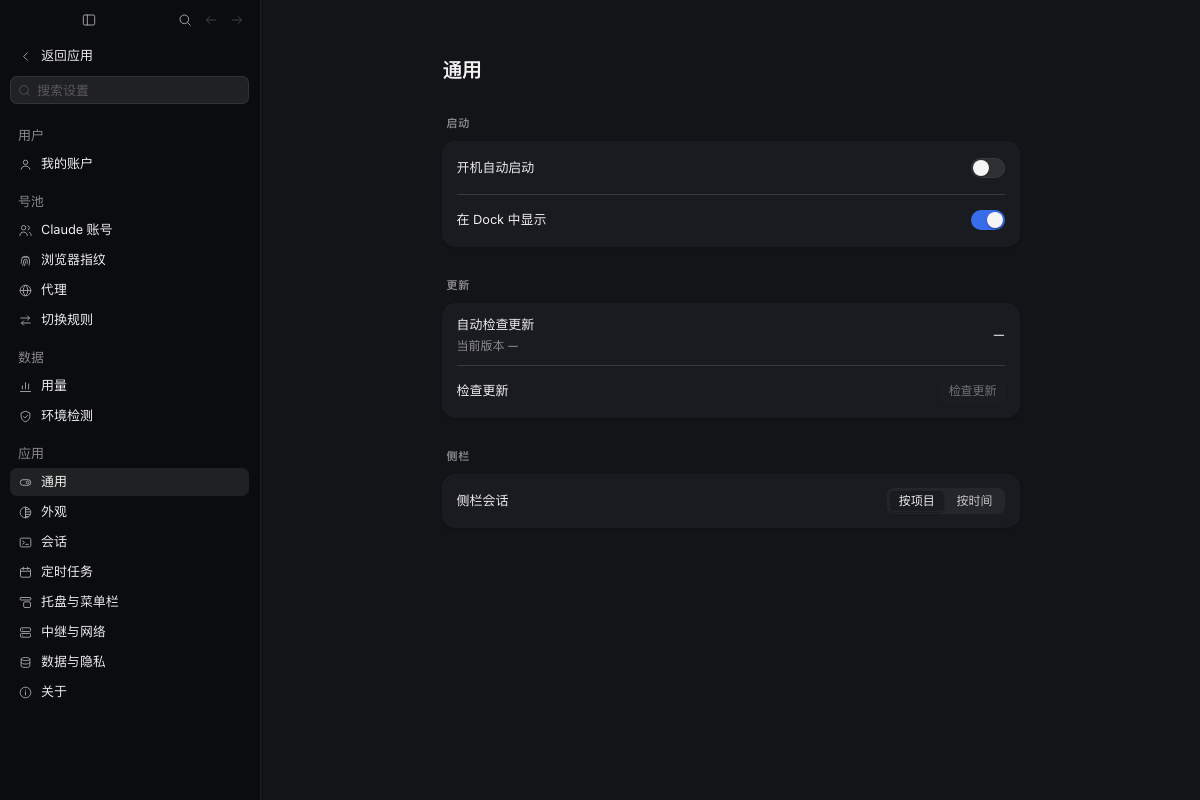 返回应用
搜索设置
用户
我的账户
号池
Claude 账号
浏览器指纹
代理
切换规则
数据
用量
环境检测
应用
通用
外观
会话
定时任务
托盘与菜单栏
中继与网络
数据与隐私
关于
通用
启动
开机自动启动
在 Dock 中显示
更新
自动检查更新
当前版本 —
—
检查更新
检查更新
侧栏
侧栏会话
按项目
按时间